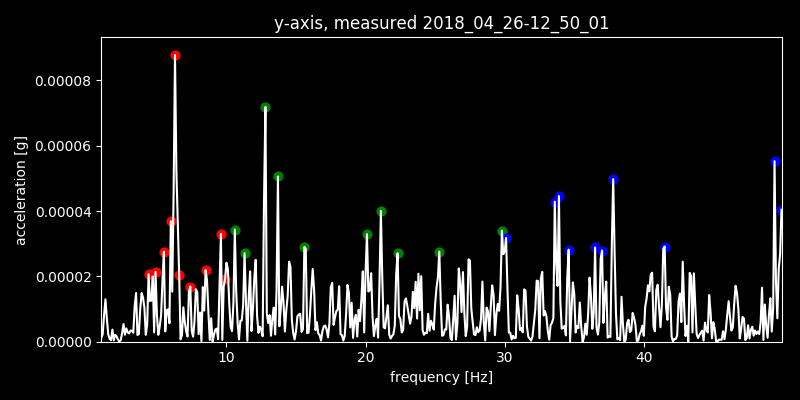 y-axis, measured 2018_04_26-12_50_01
0.00008
0.00006
0.00004
0.00002
0.00000
acceleration [g]
10 20 30 40
frequency [Hz]